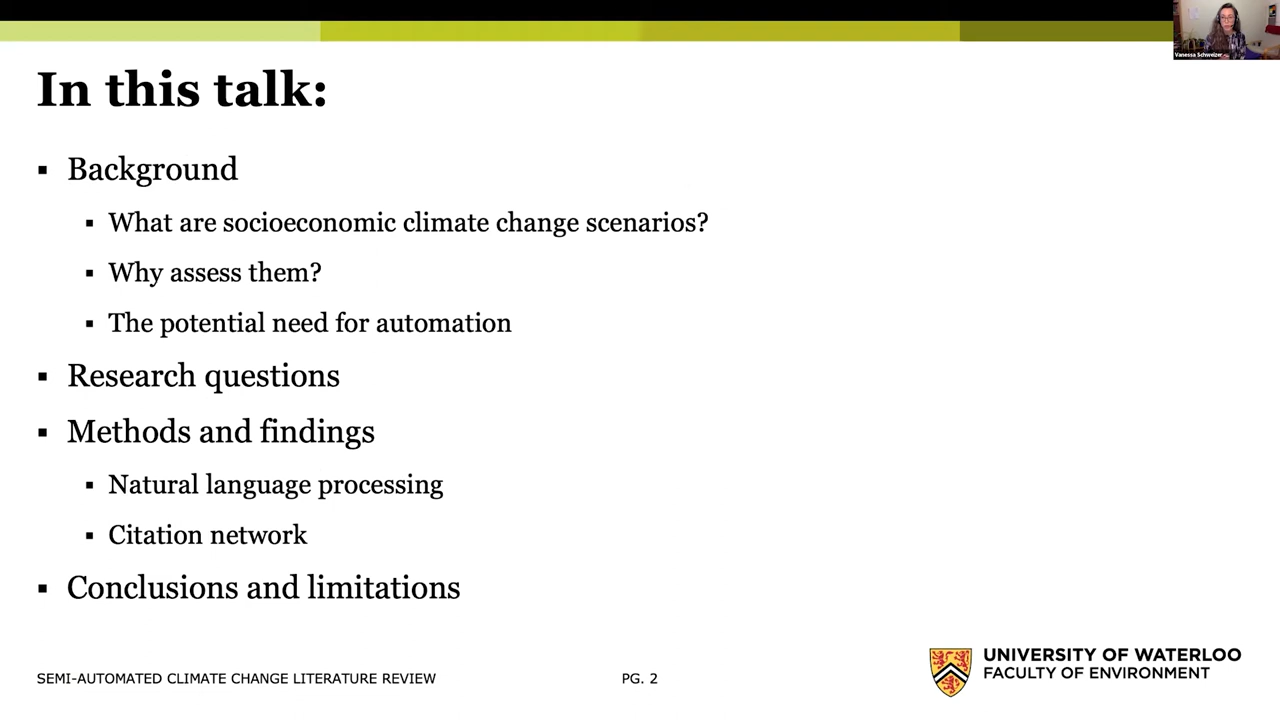 Vanessa Schweizer
In this talk:
▪ Background
▪ What are socioeconomic climate change scenarios?
▪ Why assess them?
▪ The potential need for automation
▪ Research questions
▪ Methods and findings
▪ Natural language processing
▪ Citation network
▪ Conclusions and limitations
SEMI-AUTOMATED CLIMATE CHANGE LITERATURE REVIEW
PG. 2
UNIVERSITY OF WATERLOO
FACULTY OF ENVIRONMENT